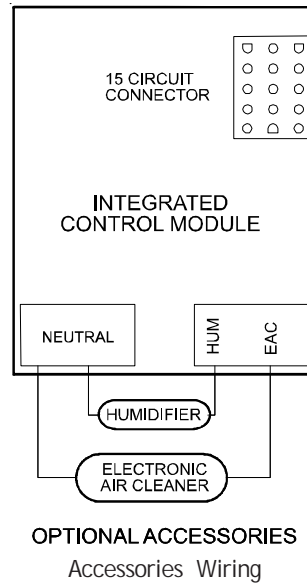 15 CIRCUIT
CONNECTOR
INTEGRATED
CONTROL MODULE
NEUTRAL
HUM
EAC
HUMIDIFIER
ELECTRONIC
AIR CLEANER
OPTIONAL ACCESSORIES
Accessories Wiring